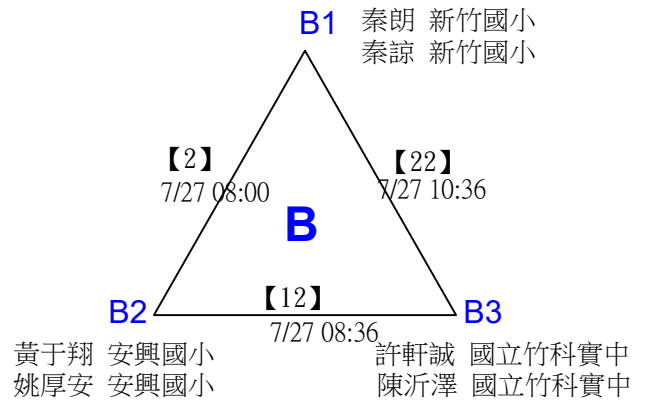 B1
秦朗 新竹國小
秦諒 新竹國小
【2】
7/27 08:00
【22】
7/27 10:36
B
B2
【12】
7/27 08:36
B3
黃于翔 安興國小
姚厚安 安興國小
許軒誠 國立竹科實中
陳沂澤 國立竹科實中